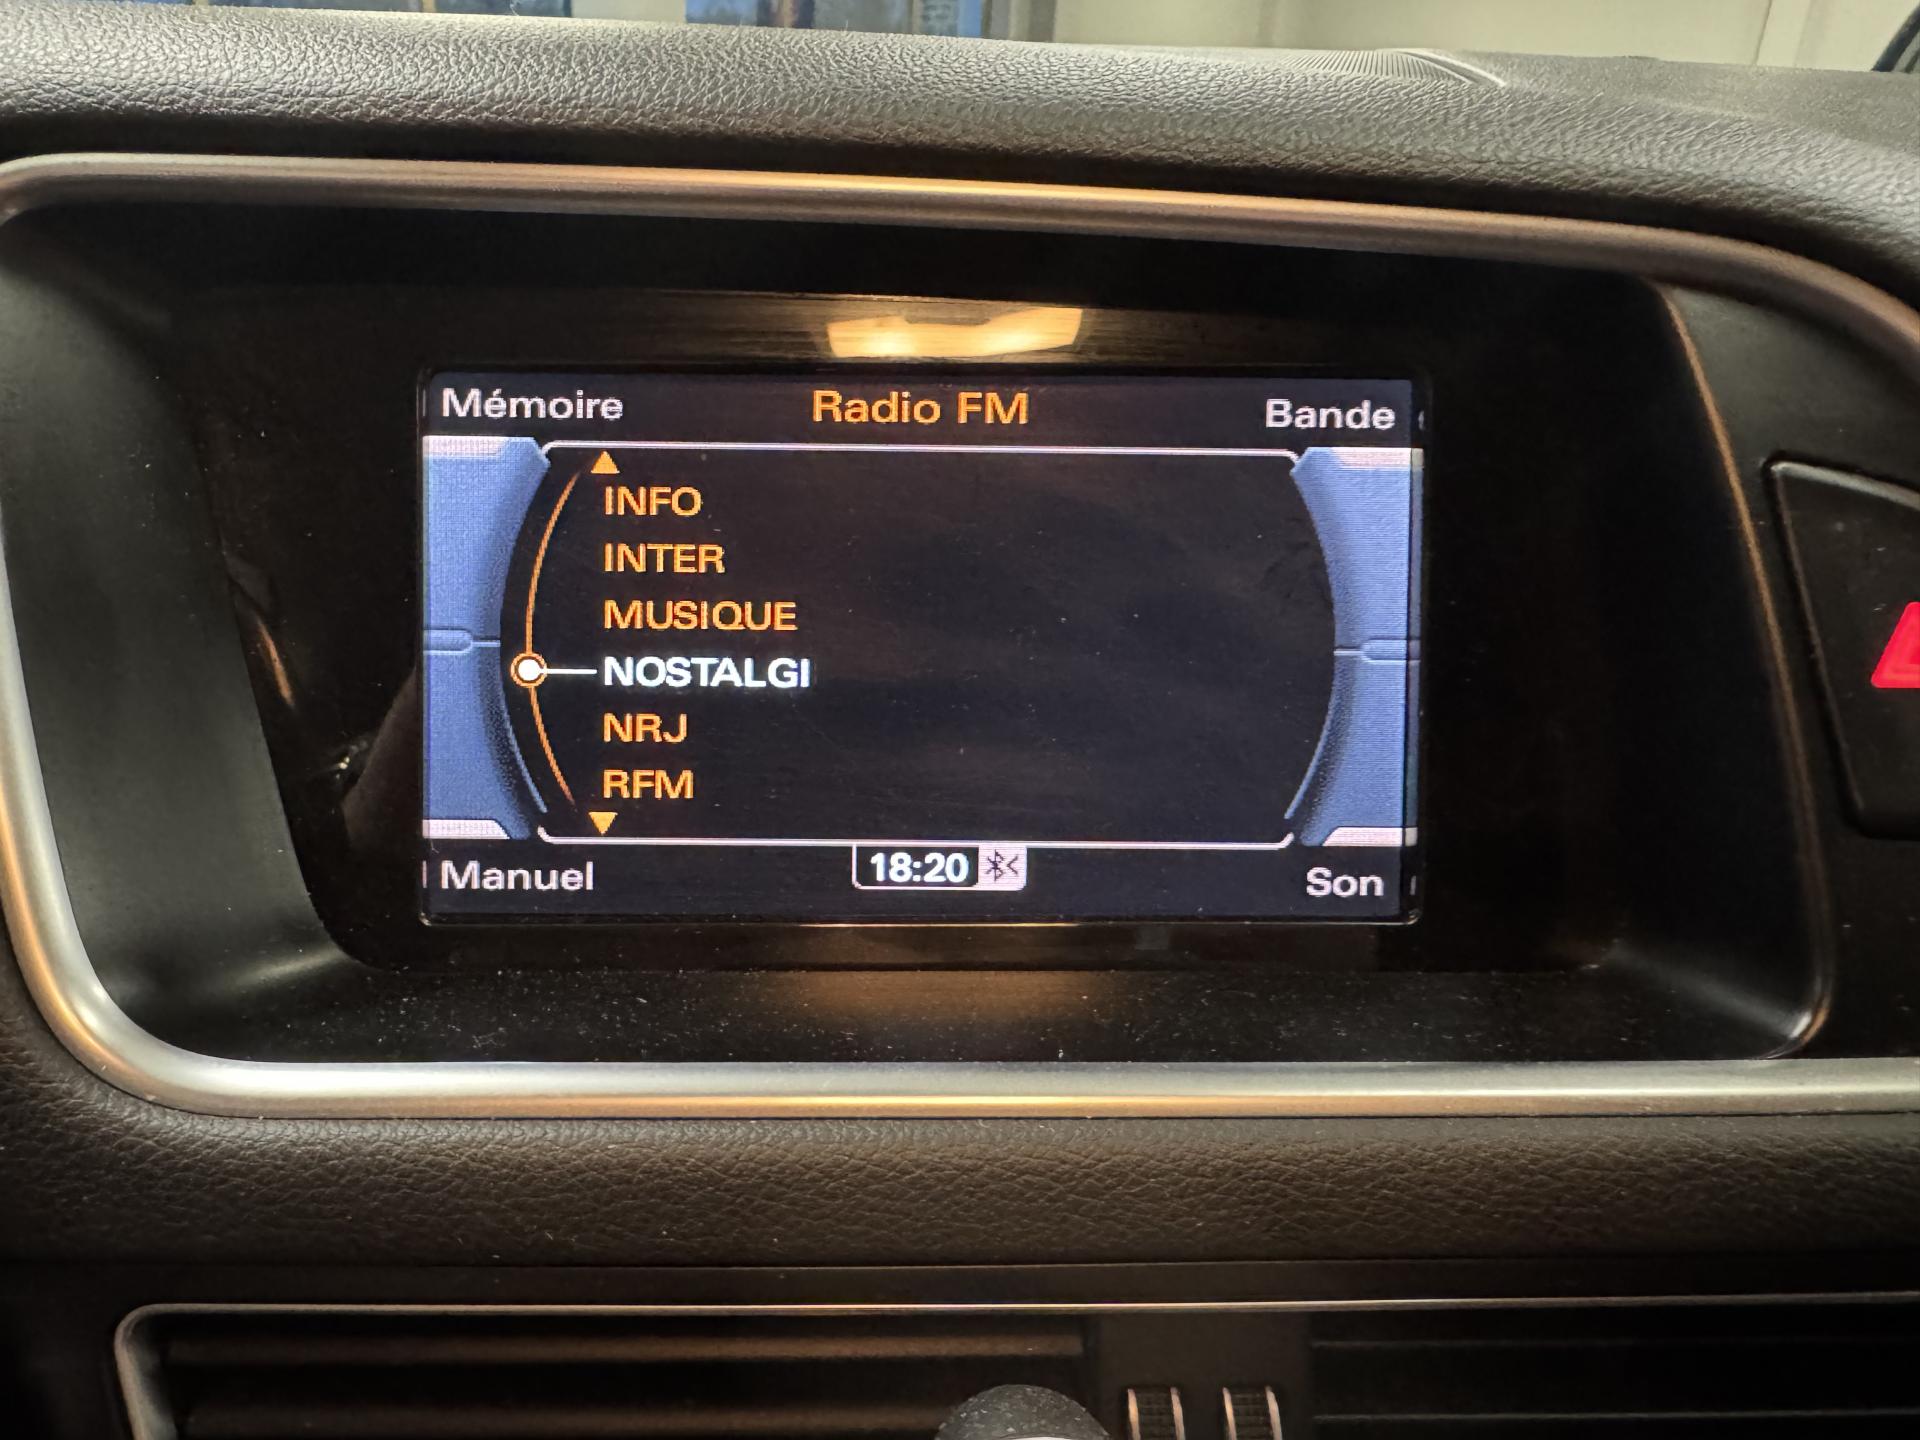 Mémoire Radio FM Bande
INFO
INTER
MUSIQUE
NOSTALGI
NRJ
RFM
Manuel 18:20 Son